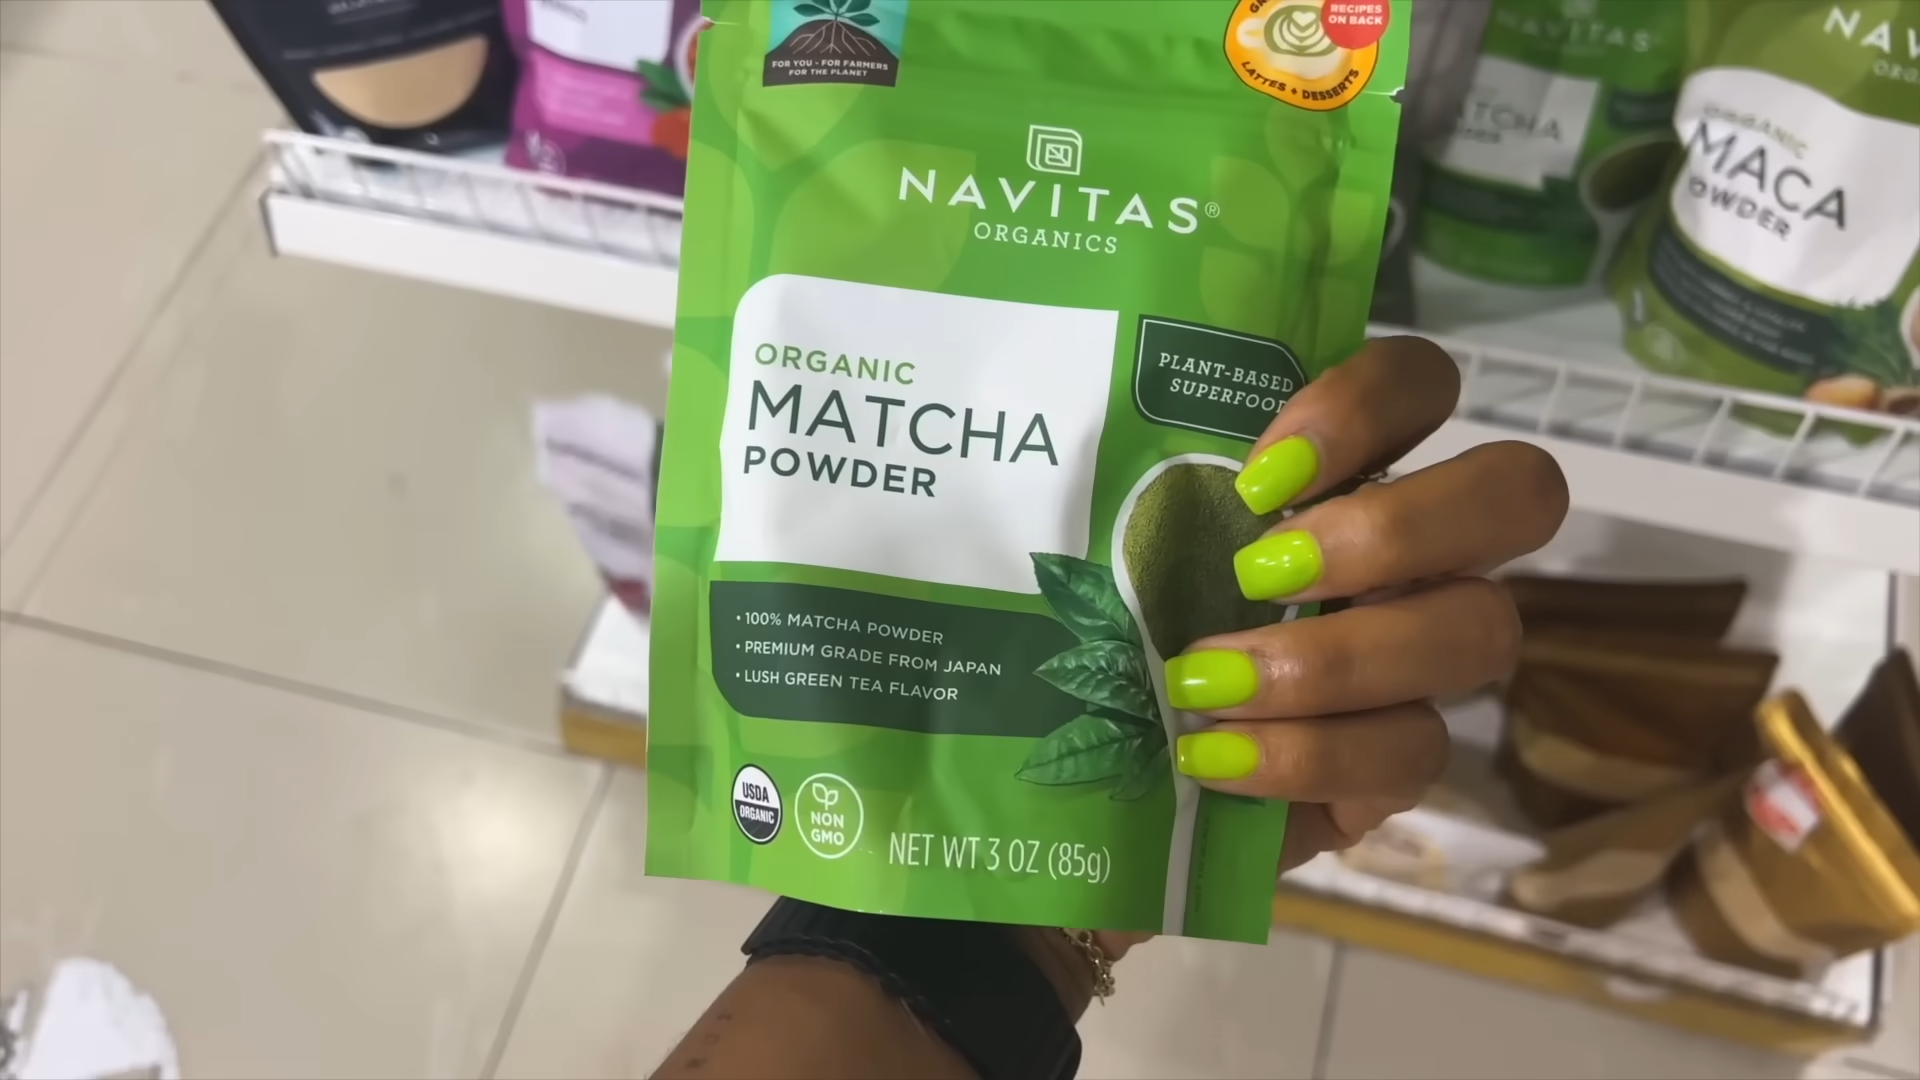 FOR YOU - FOR FARMERS
FOR THE PLANET
RECIPES
ON BACK
LATTES + DESSERTS
NAVITAS®
ORGANICS
ORGANIC
MATCHA
POWDER
PLANT-BASED
SUPERFOOD
• 100% MATCHA POWDER
• PREMIUM GRADE FROM JAPAN
• LUSH GREEN TEA FLAVOR
USDA
ORGANIC
NON
GMO
NET WT 3 OZ (85g)
NAVITAS
ORGANIC
MACA
POWDER